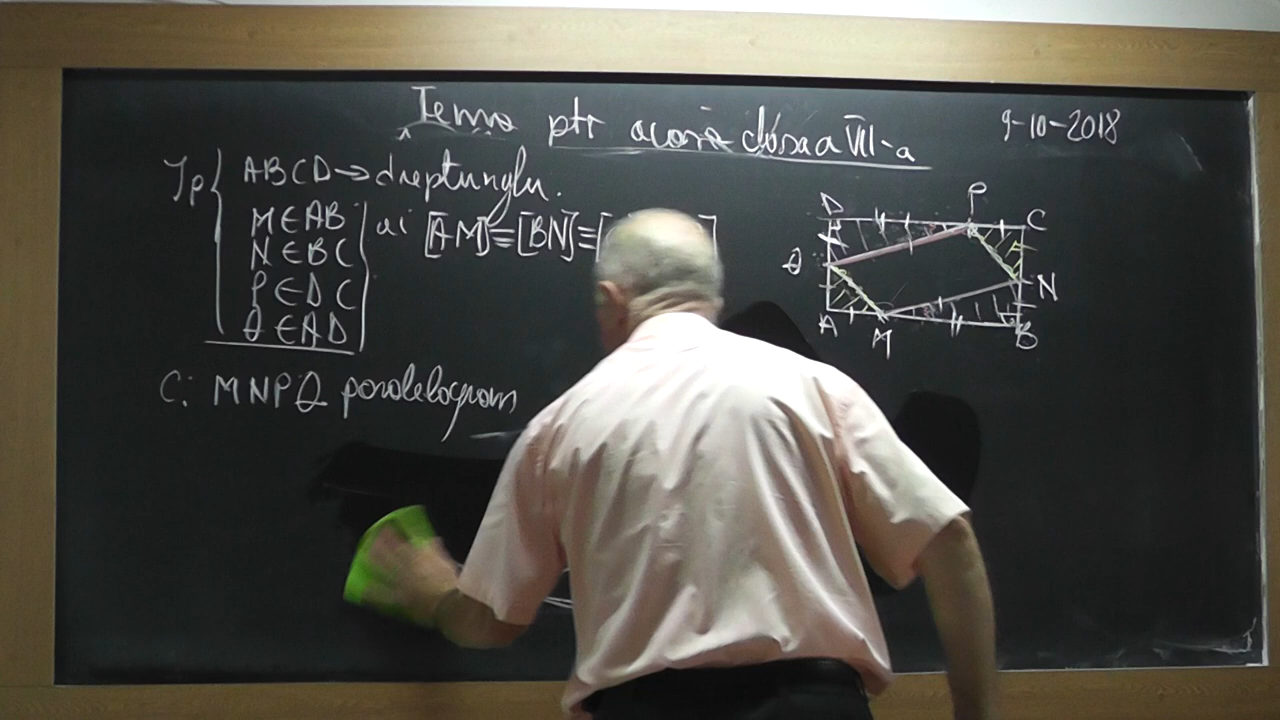 Tema ptr acasă clasa a VII-a
9-10-2018
Ip { ABCD → dreptunghi.
M ∈ AB
N ∈ BC
P ∈ DC
Q ∈ AD
ai [AM] ≡ [BN] ≡ [
C: MNPQ paralelogram
D P C
Q N
A M B